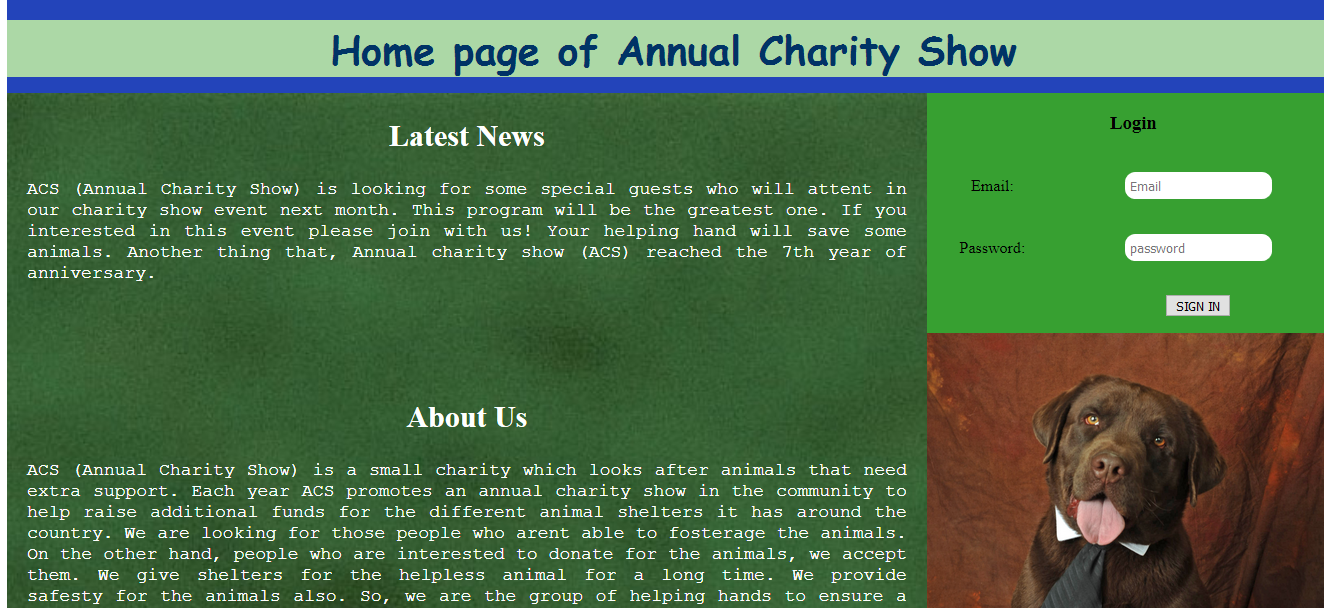 Home page of Annual Charity Show
Latest News
ACS (Annual Charity Show) is looking for some special guests who will attent in
our charity show event next month. This program will be the greatest one. If you
interested in this event please join with us! Your helping hand will save some
animals. Another thing that, Annual charity show (ACS) reached the 7th year of
anniversary.
About Us
ACS (Annual Charity Show) is a small charity which looks after animals that need
extra support. Each year ACS promotes an annual charity show in the community to
help raise additional funds for the different animal shelters it has around the
country. We are looking for those people who arent able to fosterage the animals.
On the other hand, people who are interested to donate for the animals, we accept
them. We give shelters for the helpless animal for a long time. We provide
safesty for the animals also. So, we are the group of helping hands to ensure a
Login
Email: Email
Password: password
SIGN IN